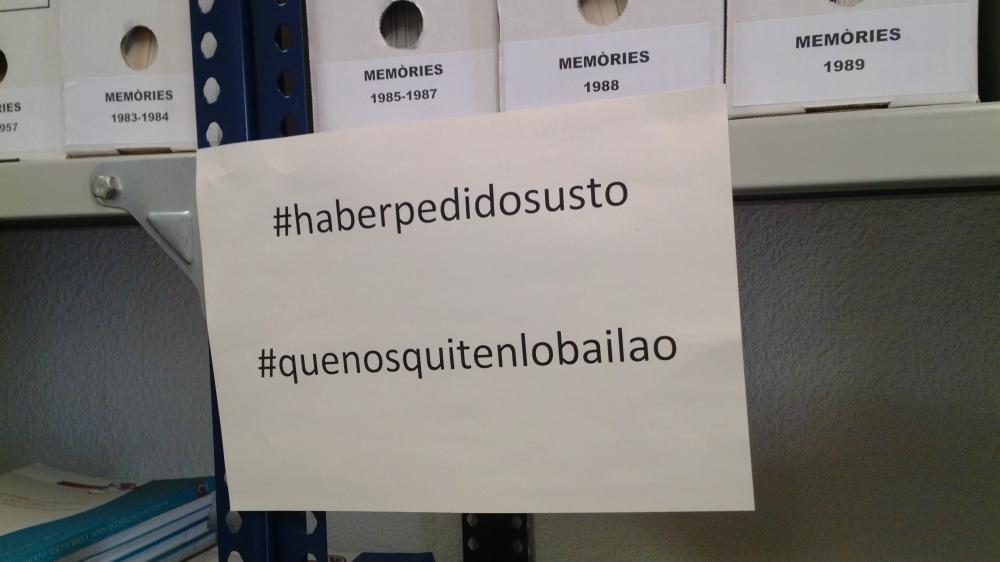 MEMÒRIES
1983-1984
MEMÒRIES
1985-1987
MEMÒRIES
1988
MEMÒRIES
1989
#haberpedidosusto
#quenosquitenlobailao